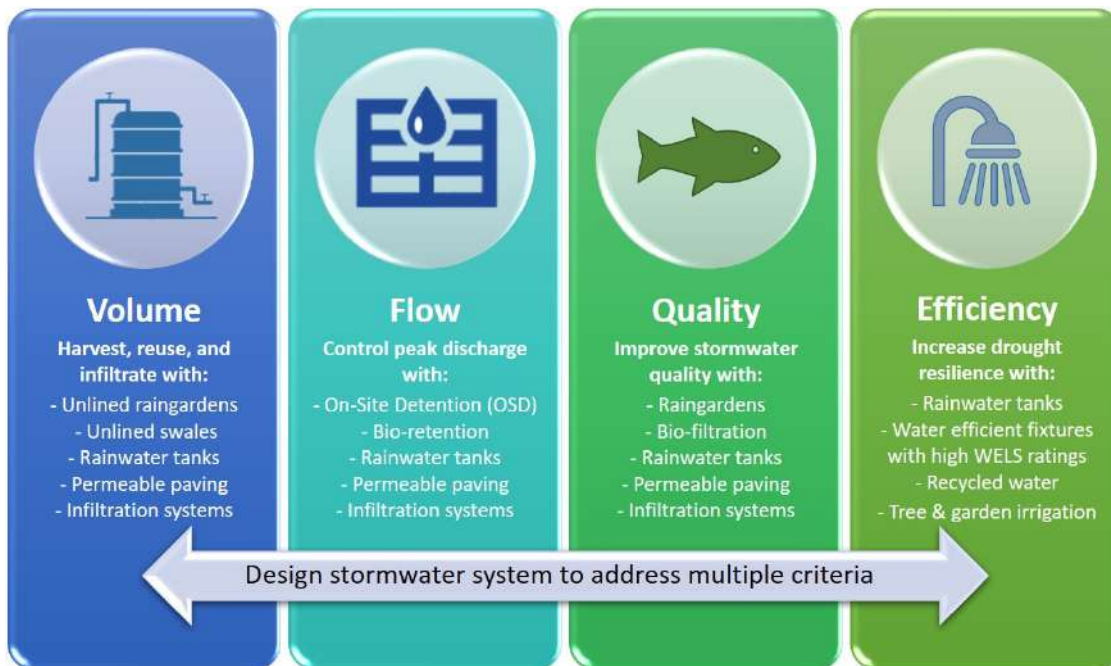 Volume
Harvest, reuse, and
infiltrate with:
- Unlined raingardens
- Unlined swales
- Rainwater tanks
- Permeable paving
- Infiltration systems
Flow
Control peak discharge
with:
- On-Site Detention (OSD)
- Bio-retention
- Rainwater tanks
- Permeable paving
- Infiltration systems
Quality
Improve stormwater
quality with:
- Raingardens
- Bio-filtration
- Rainwater tanks
- Permeable paving
- Infiltration systems
Efficiency
Increase drought
resilience with:
- Rainwater tanks
- Water efficient fixtures
with high WELS ratings
- Recycled water
- Tree & garden irrigation
Design stormwater system to address multiple criteria